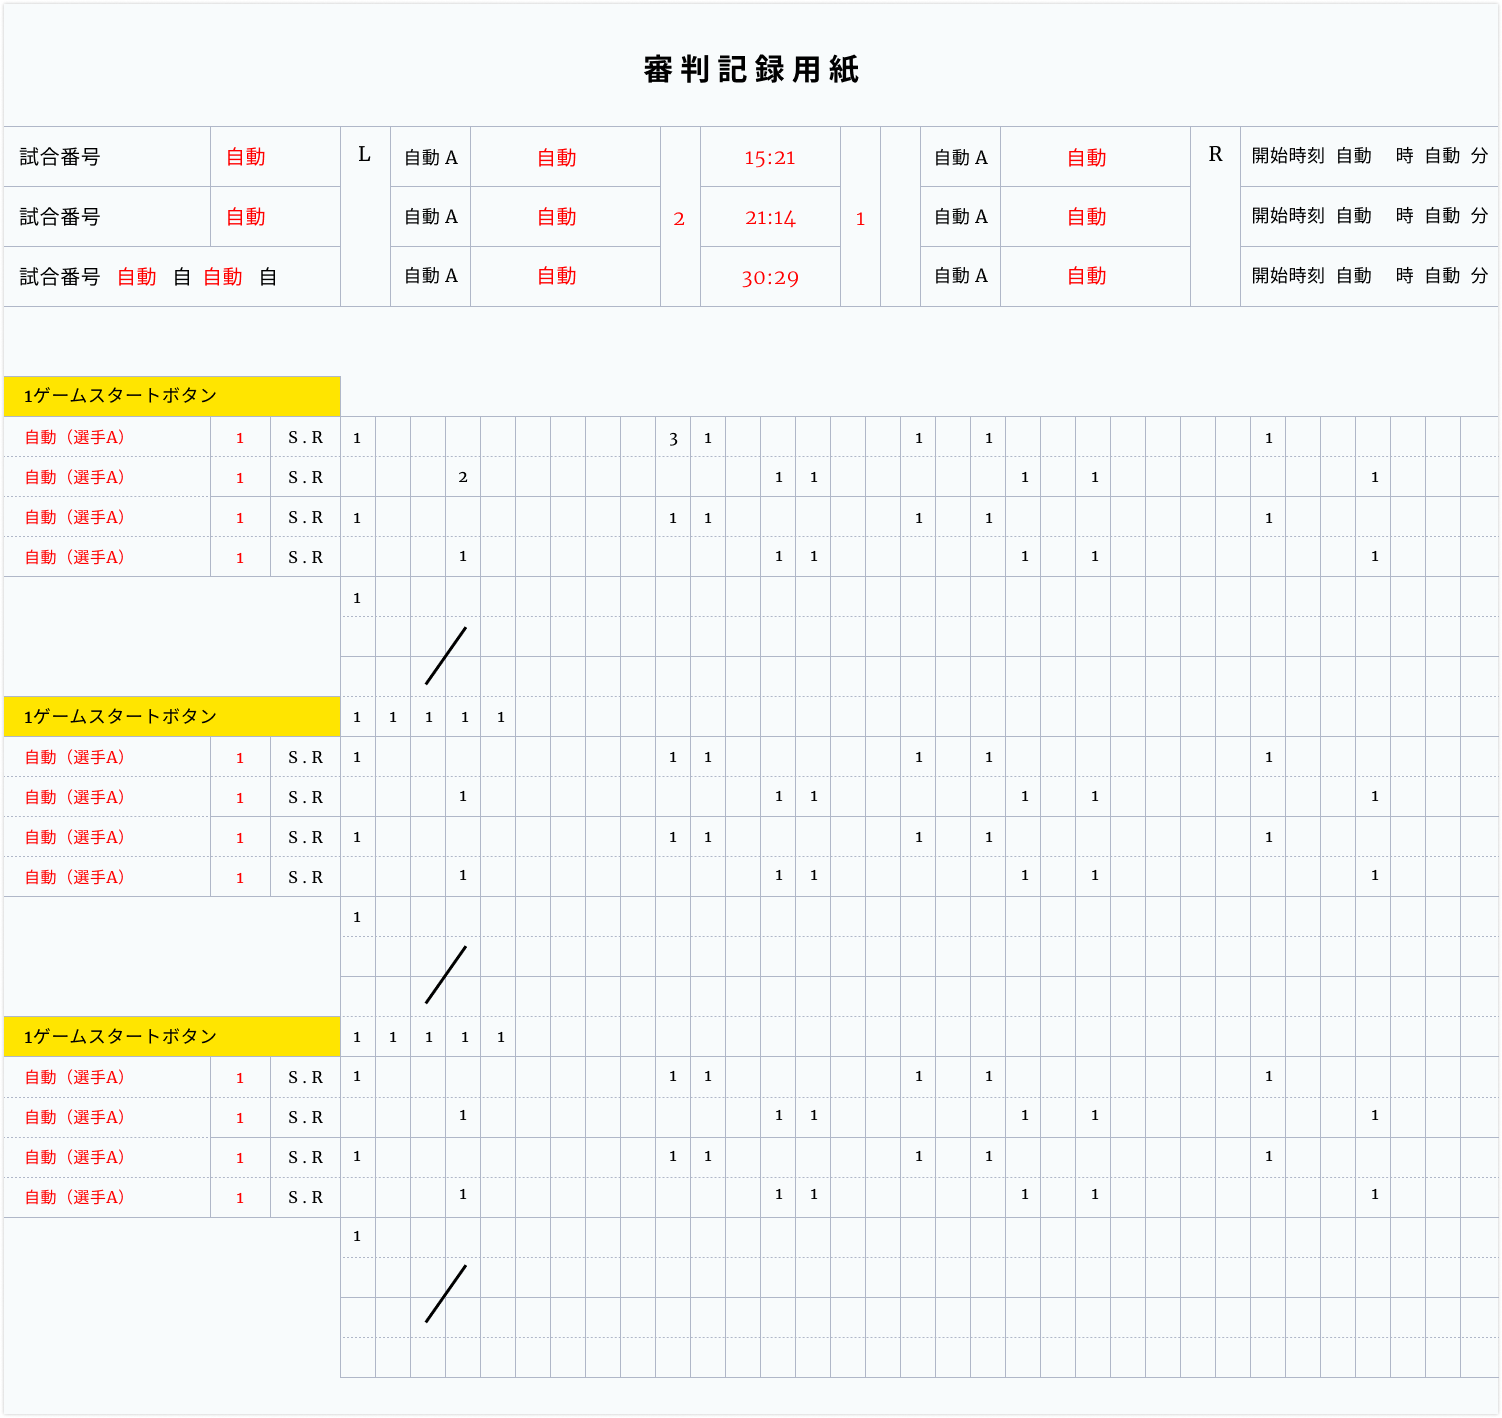 審判記録用紙
試合番号 自動 L 自動 A 自動 15:21 自動 A 自動 R 開始時刻 自動 時 自動 分
試合番号 自動 自動 A 自動 2 21:14 1 自動 A 自動 開始時刻 自動 時 自動 分
試合番号 自動 自 自動 自 自動 A 自動 30:29 自動 A 自動 開始時刻 自動 時 自動 分
1ゲームスタートボタン
自動（選手A） 1 S . R 1 3 1 1 1 1
自動（選手A） 1 S . R 2 1 1 1 1 1
自動（選手A） 1 S . R 1 1 1 1 1 1
自動（選手A） 1 S . R 1 1 1 1 1 1
1
1ゲームスタートボタン 1 1 1 1 1
自動（選手A） 1 S . R 1 1 1 1 1 1
自動（選手A） 1 S . R 1 1 1 1 1 1
自動（選手A） 1 S . R 1 1 1 1 1 1
自動（選手A） 1 S . R 1 1 1 1 1 1
1
1ゲームスタートボタン 1 1 1 1 1
自動（選手A） 1 S . R 1 1 1 1 1 1
自動（選手A） 1 S . R 1 1 1 1 1 1
自動（選手A） 1 S . R 1 1 1 1 1 1
自動（選手A） 1 S . R 1 1 1 1 1 1
1